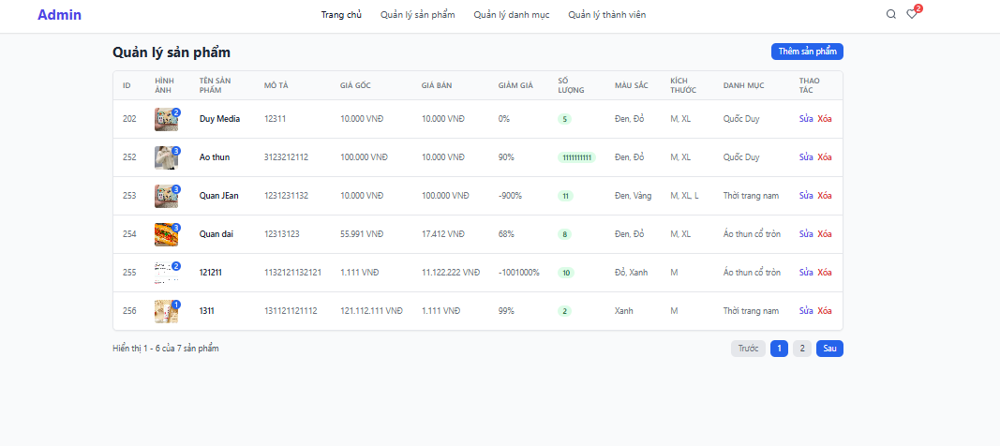 Admin
Trang chủ Quản lý sản phẩm Quản lý danh mục Quản lý thành viên
2
Quản lý sản phẩm
Thêm sản phẩm
ID HÌNH ẢNH TÊN SẢN PHẨM MÔ TẢ GIÁ GỐC GIÁ BÁN GIẢM GIÁ SỐ LƯỢNG MÀU SẮC KÍCH THƯỚC DANH MỤC THAO TÁC
202 2 Duy Media 12311 10.000 VNĐ 10.000 VNĐ 0% 5 Đen, Đỏ M, XL Quốc Duy Sửa Xóa
252 3 Ao thun 3123212112 100.000 VNĐ 10.000 VNĐ 90% 1111111111 Đen, Đỏ M, XL Quốc Duy Sửa Xóa
253 3 Quan JEan 1231231132 10.000 VNĐ 100.000 VNĐ -900% 11 Đen, Vàng M, XL, L Thời trang nam Sửa Xóa
254 3 Quan dai 12313123 55.991 VNĐ 17.412 VNĐ 68% 8 Đen, Đỏ M, XL Áo thun cổ tròn Sửa Xóa
255 2 121211 1132121132121 1.111 VNĐ 11.122.222 VNĐ -1001000% 10 Đỏ, Xanh M Áo thun cổ tròn Sửa Xóa
256 1 1311 131121121112 121.112.111 VNĐ 1.111 VNĐ 99% 2 Xanh M Thời trang nam Sửa Xóa
Hiển thị 1 - 6 của 7 sản phẩm
Trước 1 2 Sau